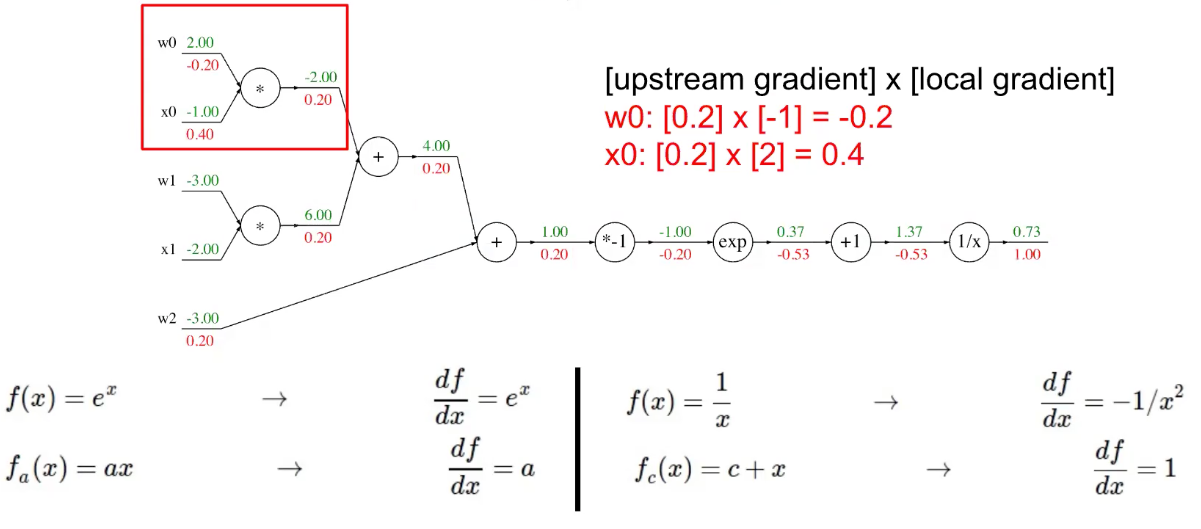 w0 2.00
-0.20
*
-2.00
0.20
x0 -1.00
0.40
+
4.00
0.20
w1 -3.00
*
6.00
0.20
x1 -2.00
+
1.00
0.20
*-1
-1.00
-0.20
exp
0.37
-0.53
+1
1.37
-0.53
1/x
0.73
1.00
w2 -3.00
0.20
[upstream gradient] x [local gradient]
w0: [0.2] x [-1] = -0.2
x0: [0.2] x [2] = 0.4
f(x) = eˣ → df/dx = eˣ
fₐ(x) = ax → df/dx = a
f(x) = 1/x → df/dx = −1/x²
f_c(x) = c + x → df/dx = 1